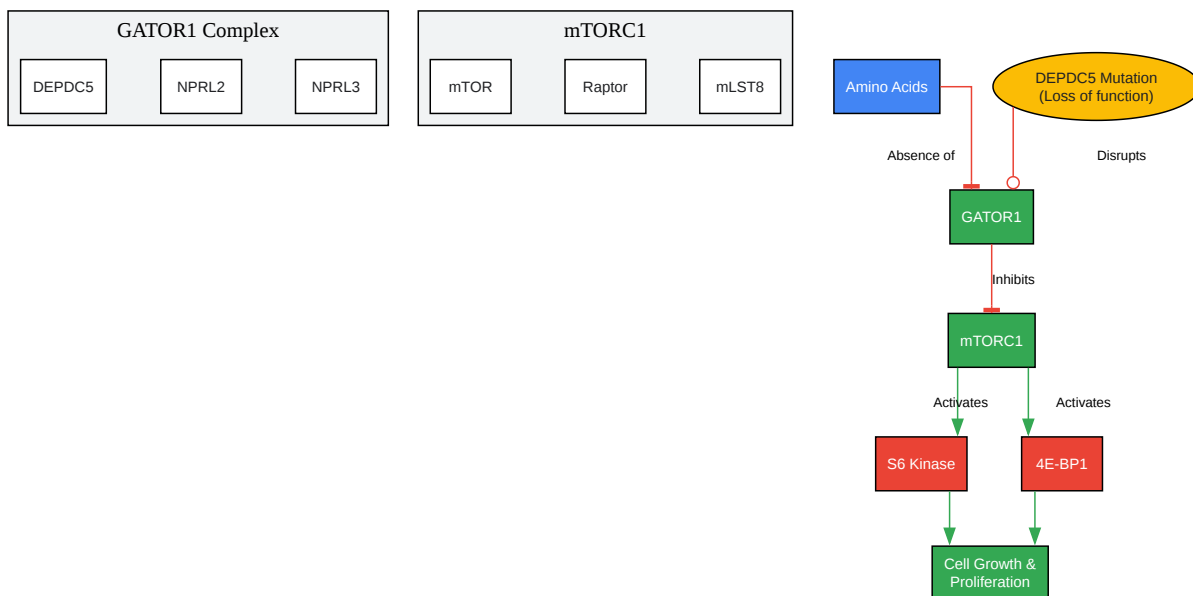 GATOR1 Complex
DEPDC5
NPRL2
NPRL3
mTORC1
mTOR
Raptor
mLST8
Amino Acids
DEPDC5 Mutation
(Loss of function)
Absence of
Disrupts
GATOR1
Inhibits
mTORC1
Activates
Activates
S6 Kinase
4E-BP1
Cell Growth &
Proliferation